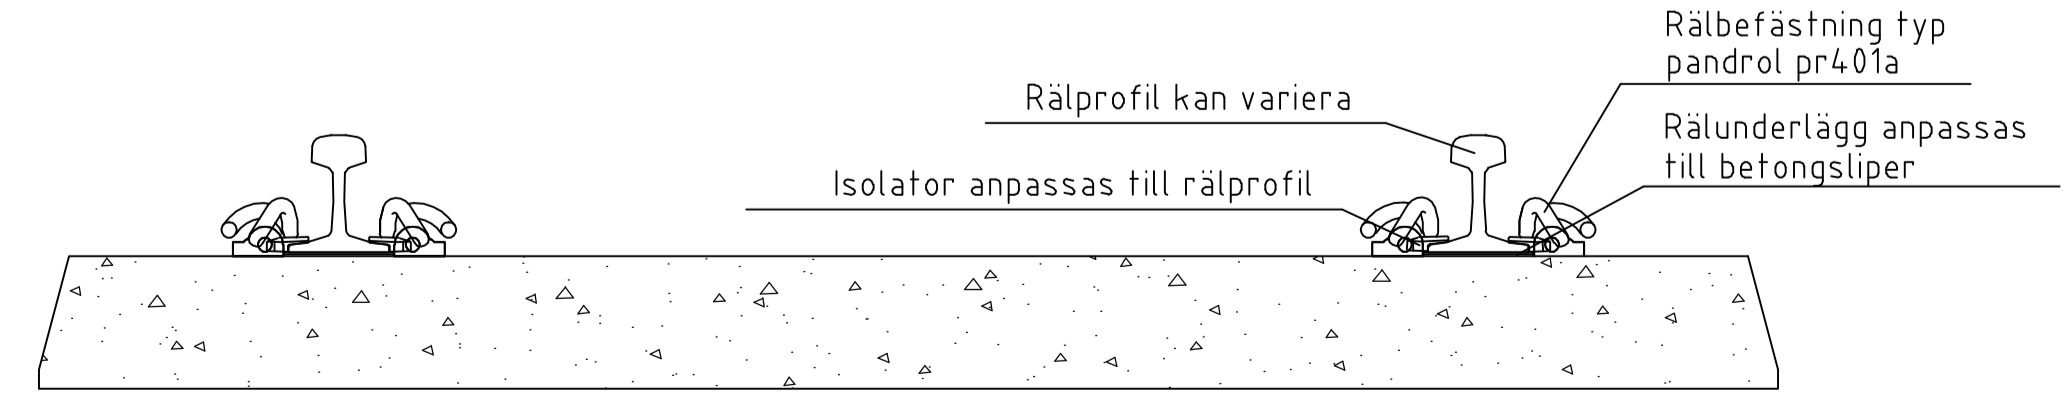 Rälbefästning typ
pandrol pr401a
Rälprofil kan variera
Rälunderlägg anpassas
till betongsliper
Isolator anpassas till rälprofil